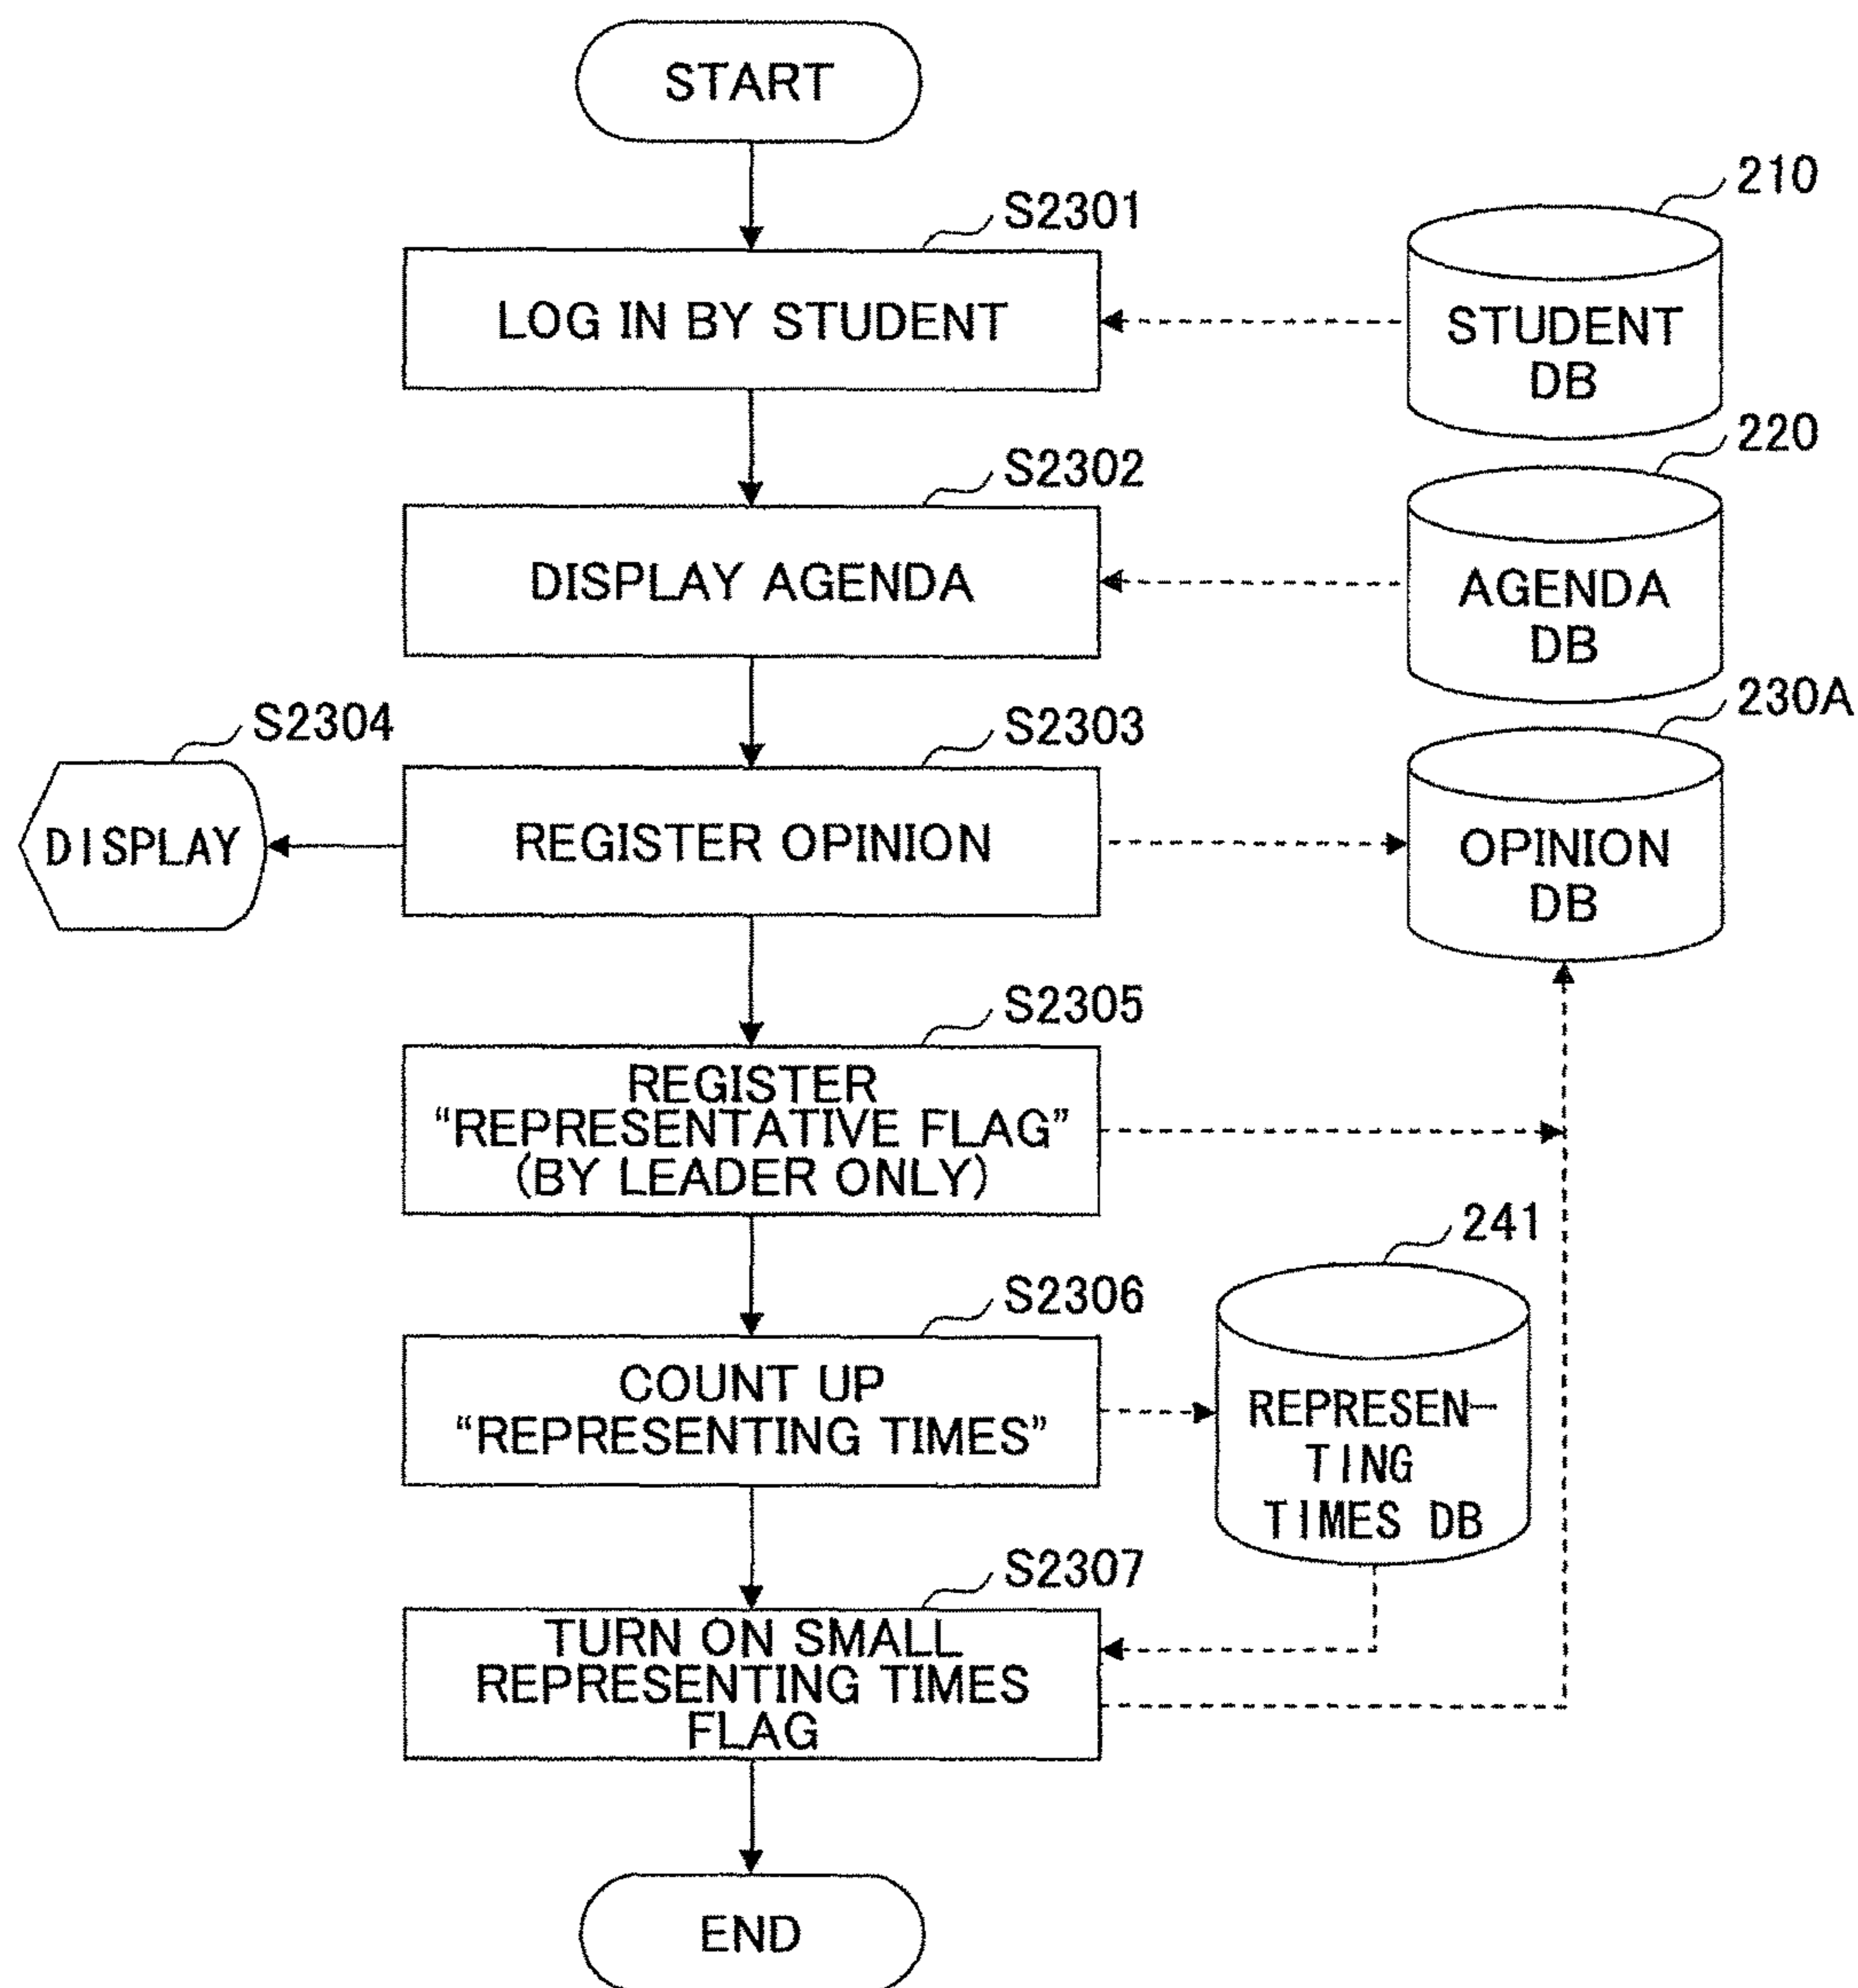 START
S2301
210
LOG IN BY STUDENT
STUDENT
DB
S2302
220
DISPLAY AGENDA
AGENDA
DB
S2304
S2303
230A
DISPLAY
REGISTER OPINION
OPINION
DB
S2305
REGISTER
“REPRESENTATIVE FLAG”
(BY LEADER ONLY)
241
S2306
COUNT UP
“REPRESENTING TIMES”
REPRESEN-
TING
TIMES DB
S2307
TURN ON SMALL
REPRESENTING TIMES
FLAG
END